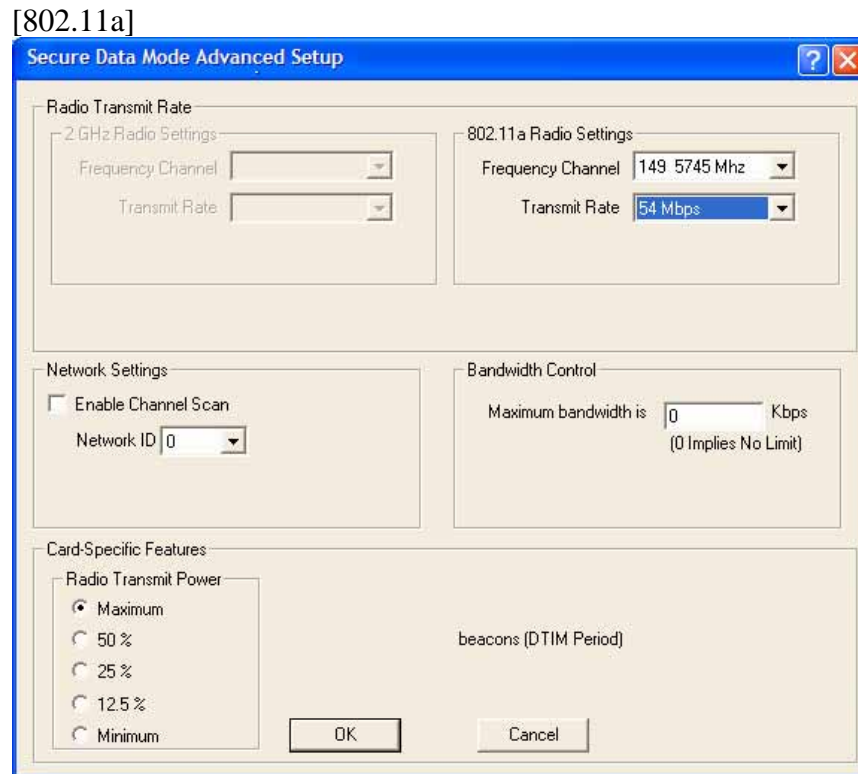 [802.11a]
Secure Data Mode Advanced Setup
Radio Transmit Rate
2 GHz Radio Settings
Frequency Channel
Transmit Rate
802.11a Radio Settings
Frequency Channel 149 5745 Mhz
Transmit Rate 54 Mbps
Network Settings
Enable Channel Scan
Network ID 0
Bandwidth Control
Maximum bandwidth is 0 Kbps
(0 Implies No Limit)
Card-Specific Features
Radio Transmit Power
Maximum
50 %
25 %
12.5 %
Minimum
beacons (DTIM Period)
OK
Cancel